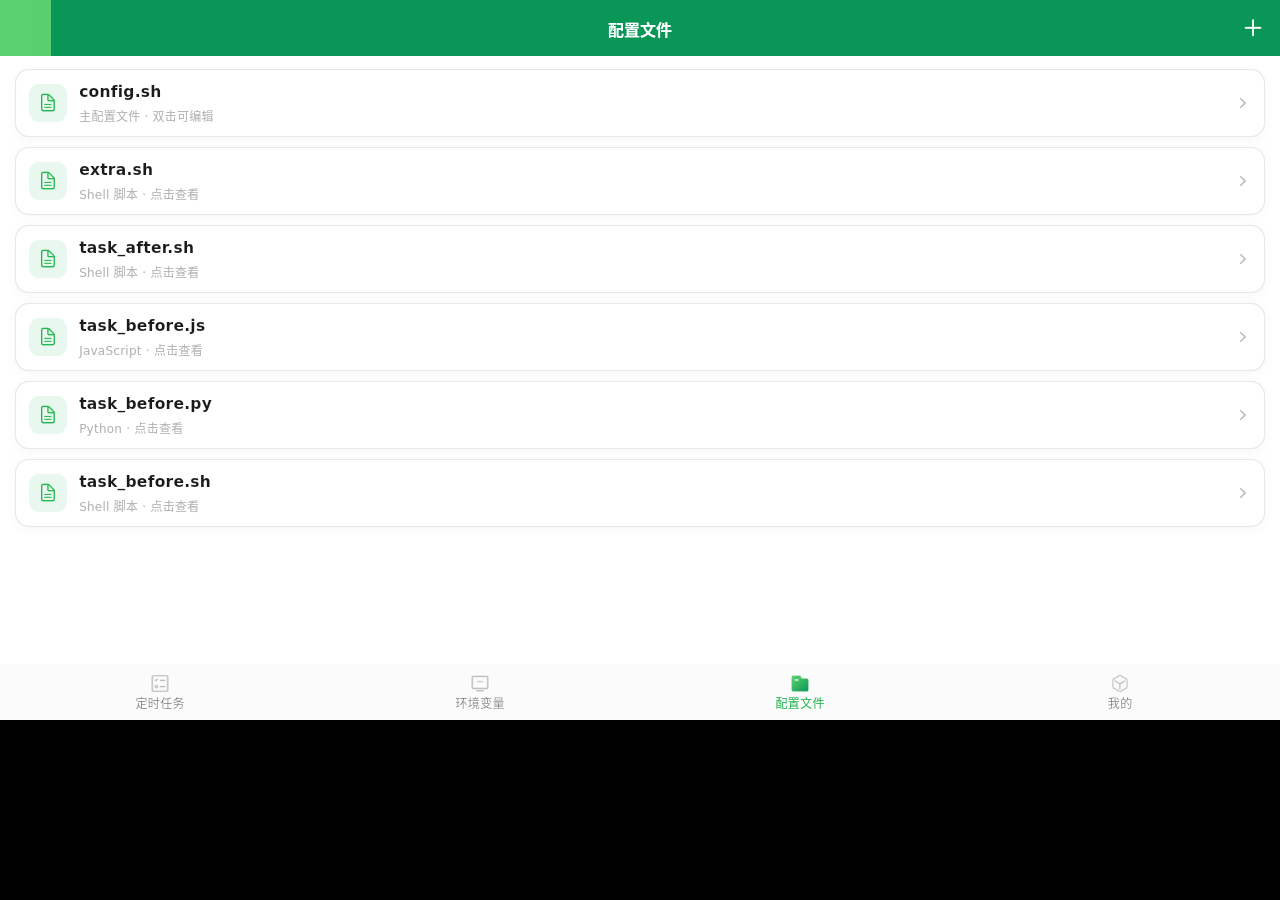 配置文件
config.sh
主配置文件 · 双击可编辑
extra.sh
Shell 脚本 · 点击查看
task_after.sh
Shell 脚本 · 点击查看
task_before.js
JavaScript · 点击查看
task_before.py
Python · 点击查看
task_before.sh
Shell 脚本 · 点击查看
定时任务
环境变量
配置文件
我的